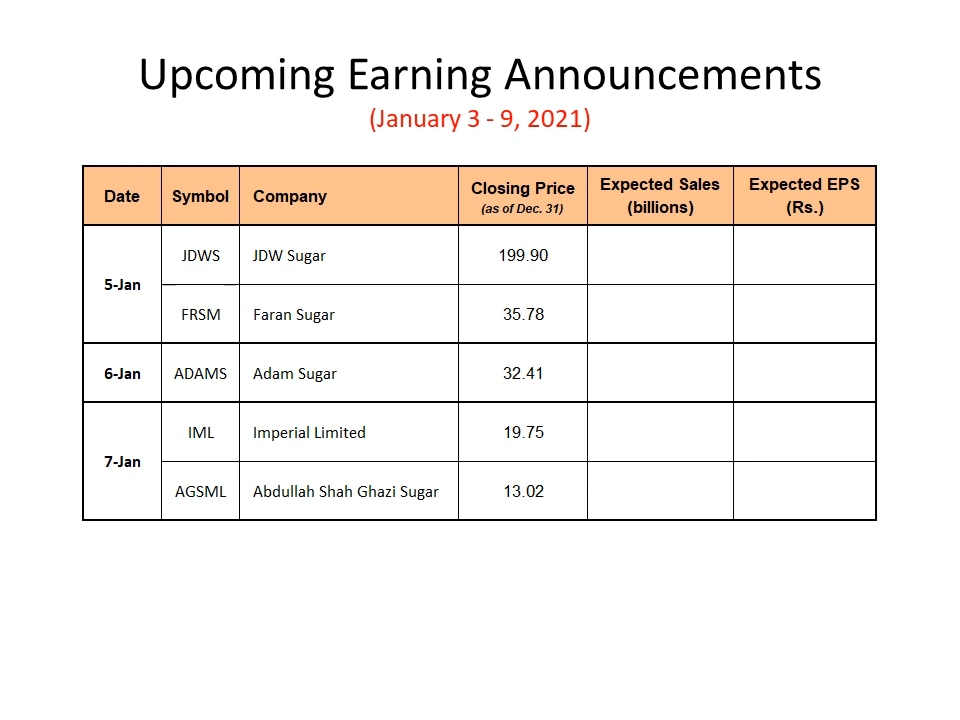 Upcoming Earning Announcements
(January 3 - 9, 2021)
Date Symbol Company Closing Price (as of Dec. 31) Expected Sales (billions) Expected EPS (Rs.)
5-Jan JDWS JDW Sugar 199.90
FRSM Faran Sugar 35.78
6-Jan ADAMS Adam Sugar 32.41
7-Jan IML Imperial Limited 19.75
AGSML Abdullah Shah Ghazi Sugar 13.02